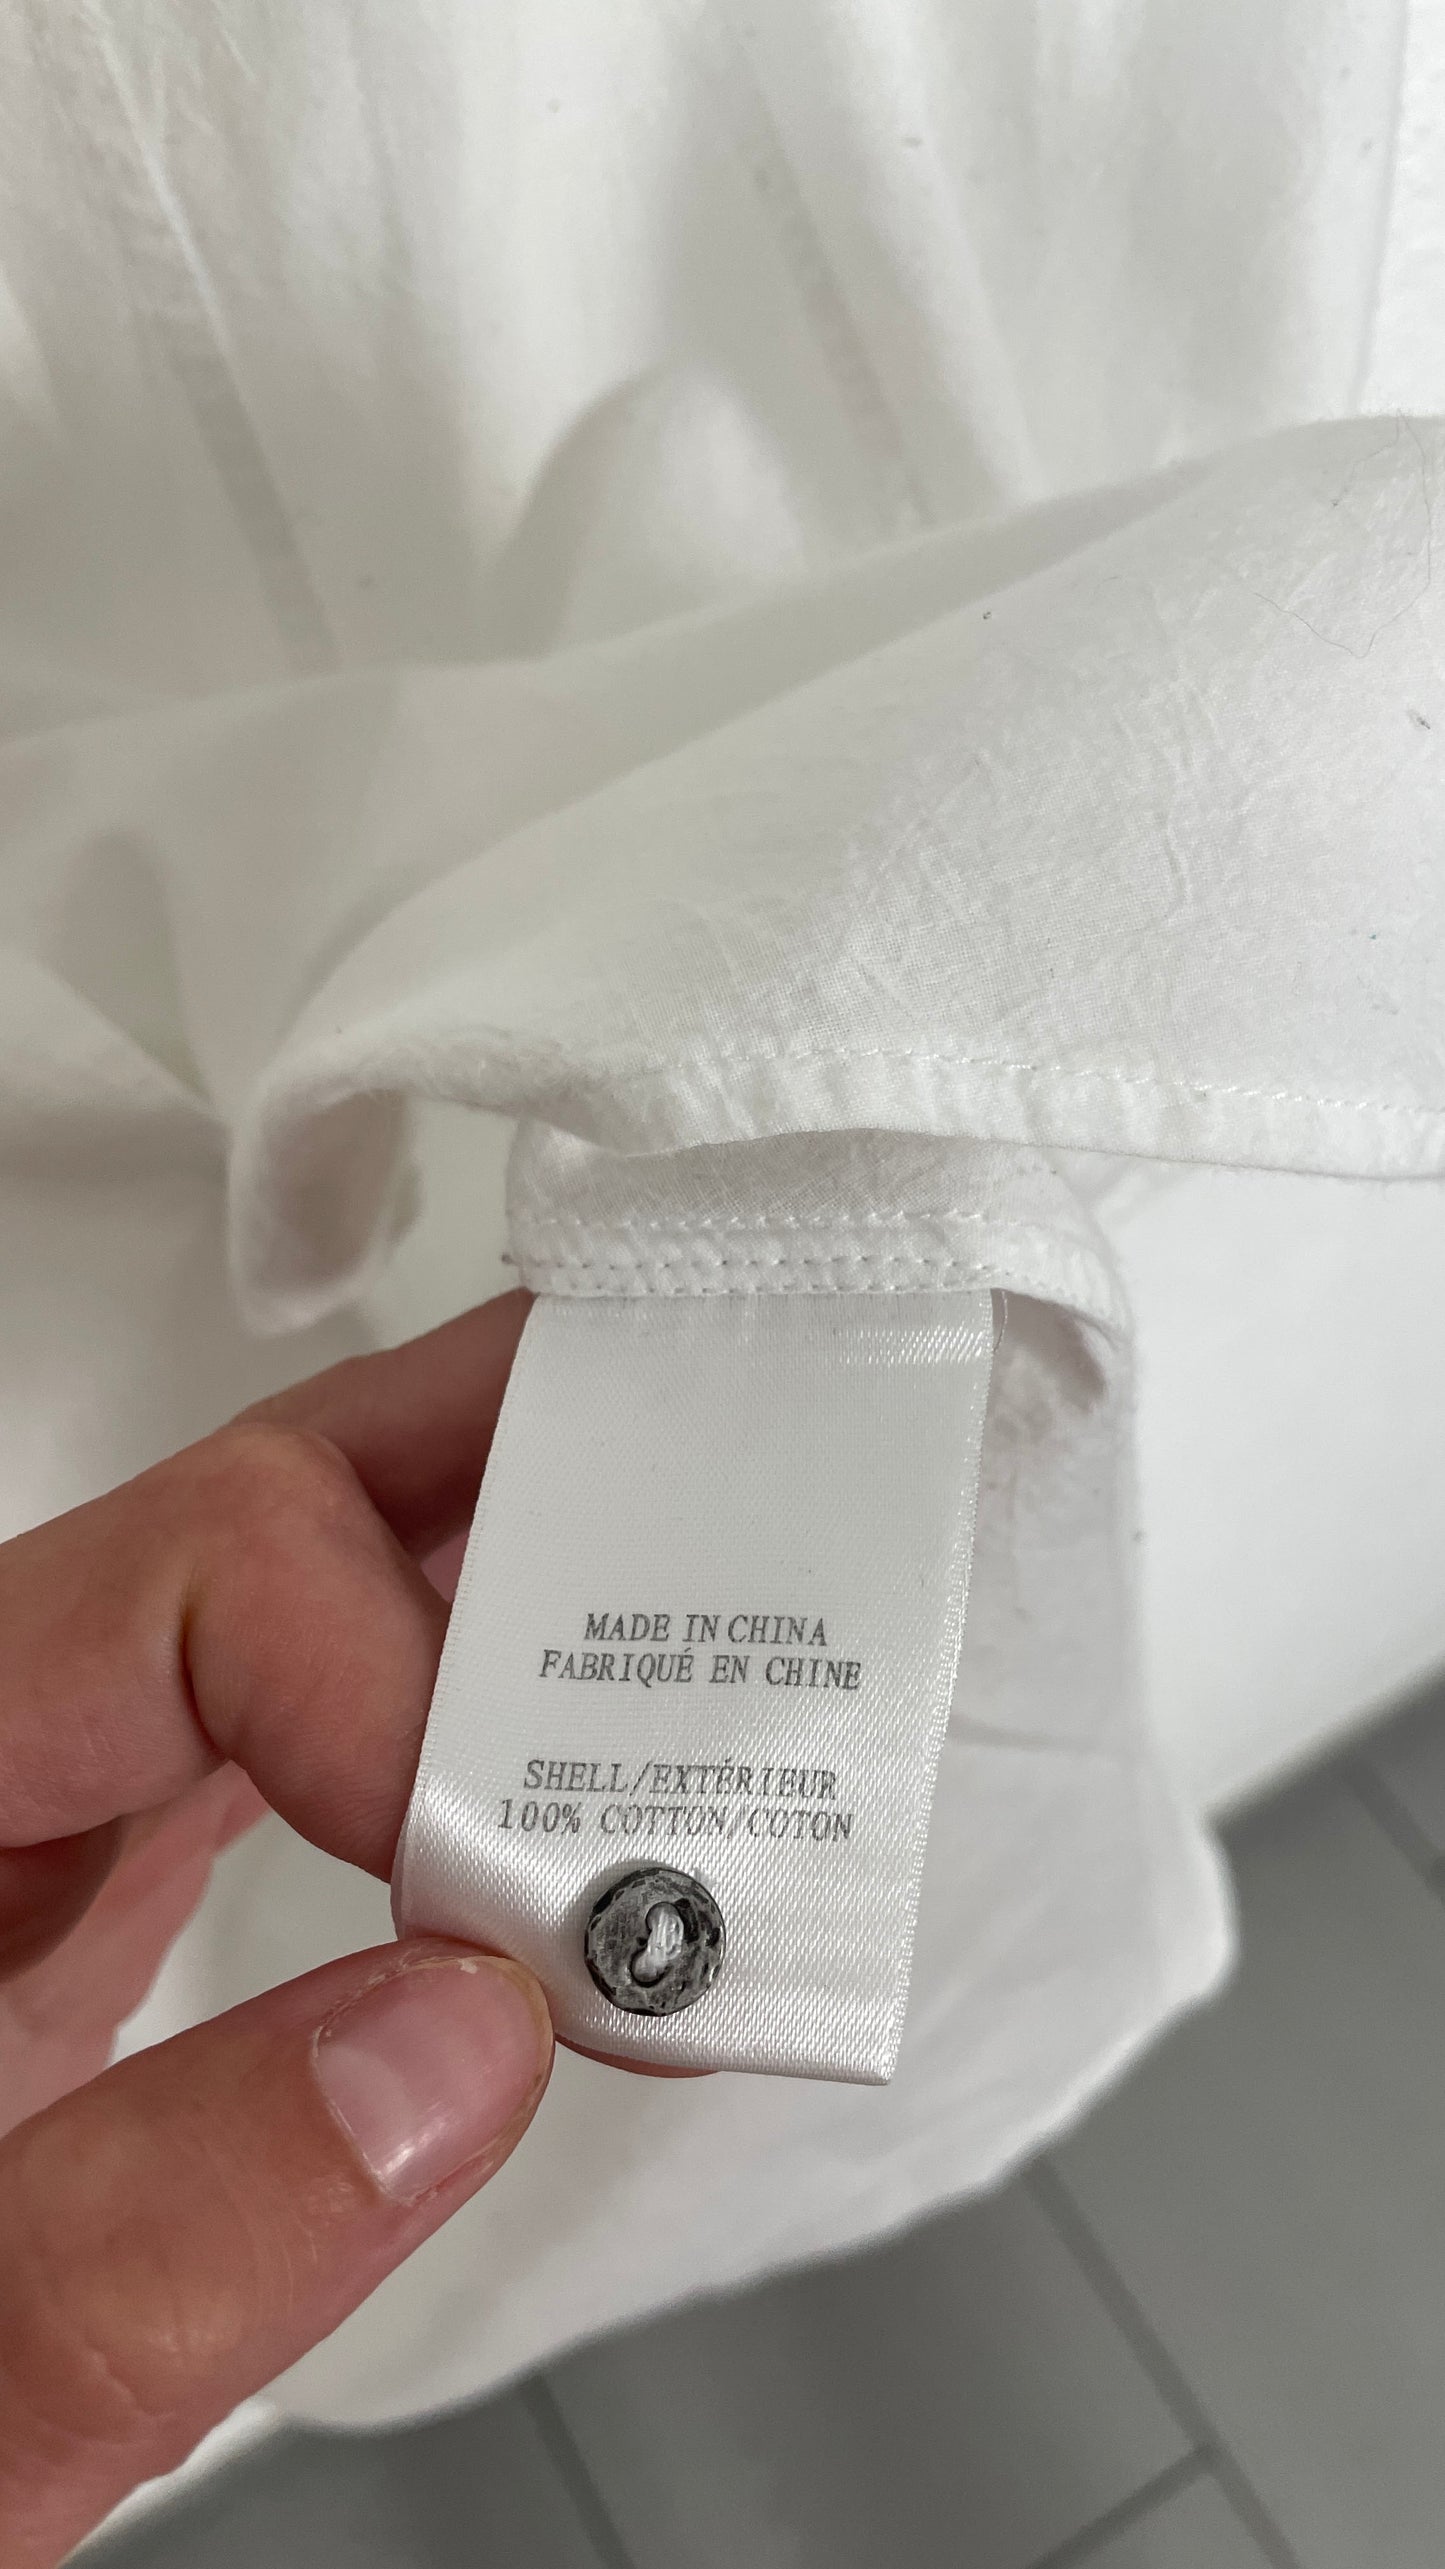 MADE IN CHINA
FABRIQUÉ EN CHINE
SHELL/EXTÉRIEUR
100% COTTON/COTON